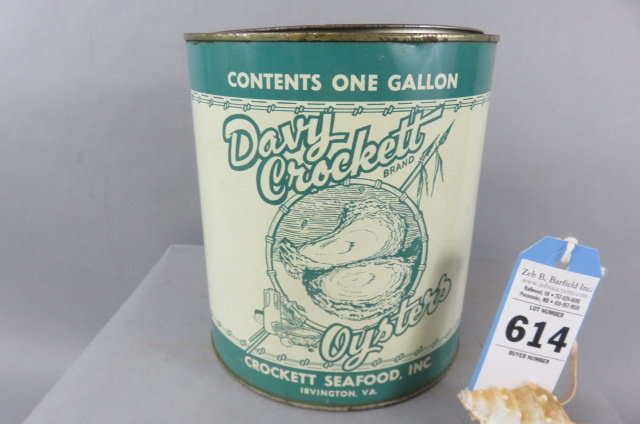 CONTENTS ONE GALLON
Davy
Crockett
BRAND
Oysters
CROCKETT SEAFOOD, INC.
IRVINGTON, VA.
Zeb B. Barfield Inc.
LOT NUMBER
614
BUYER NUMBER